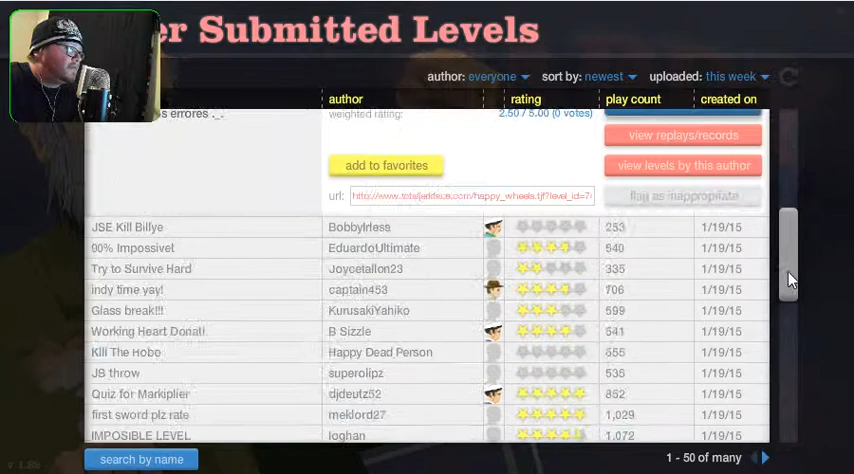 er Submitted Levels
author: everyone sort by: newest uploaded: this week
author rating play count created on
s errores ._. weighted rating: 2.50 / 5.00 (0 votes)
view replays/records
add to favorites view levels by this author
url: http://www.totaljerkface.com/happy_wheels.tjf?level_id=7 flag as inappropriate
JSE Kill Billye BobbyIrless 253 1/19/15
90% Impossivet EduardoUltimate 540 1/19/15
Try to Survive Hard Joycetallon23 335 1/19/15
indy time yay! captain453 706 1/19/15
Glass break!!! KurusakiYahiko 599 1/19/15
Working Heart Donati B Sizzle 541 1/19/15
Kill The Hobo Happy Dead Person 555 1/19/15
JB throw superolipz 535 1/19/15
Quiz for Markiplier djdeutz52 852 1/19/15
first sword plz rate meklord27 1,029 1/19/15
IMPOSIBLE LEVEL loghan 1,072 1/19/15
search by name 1 - 50 of many